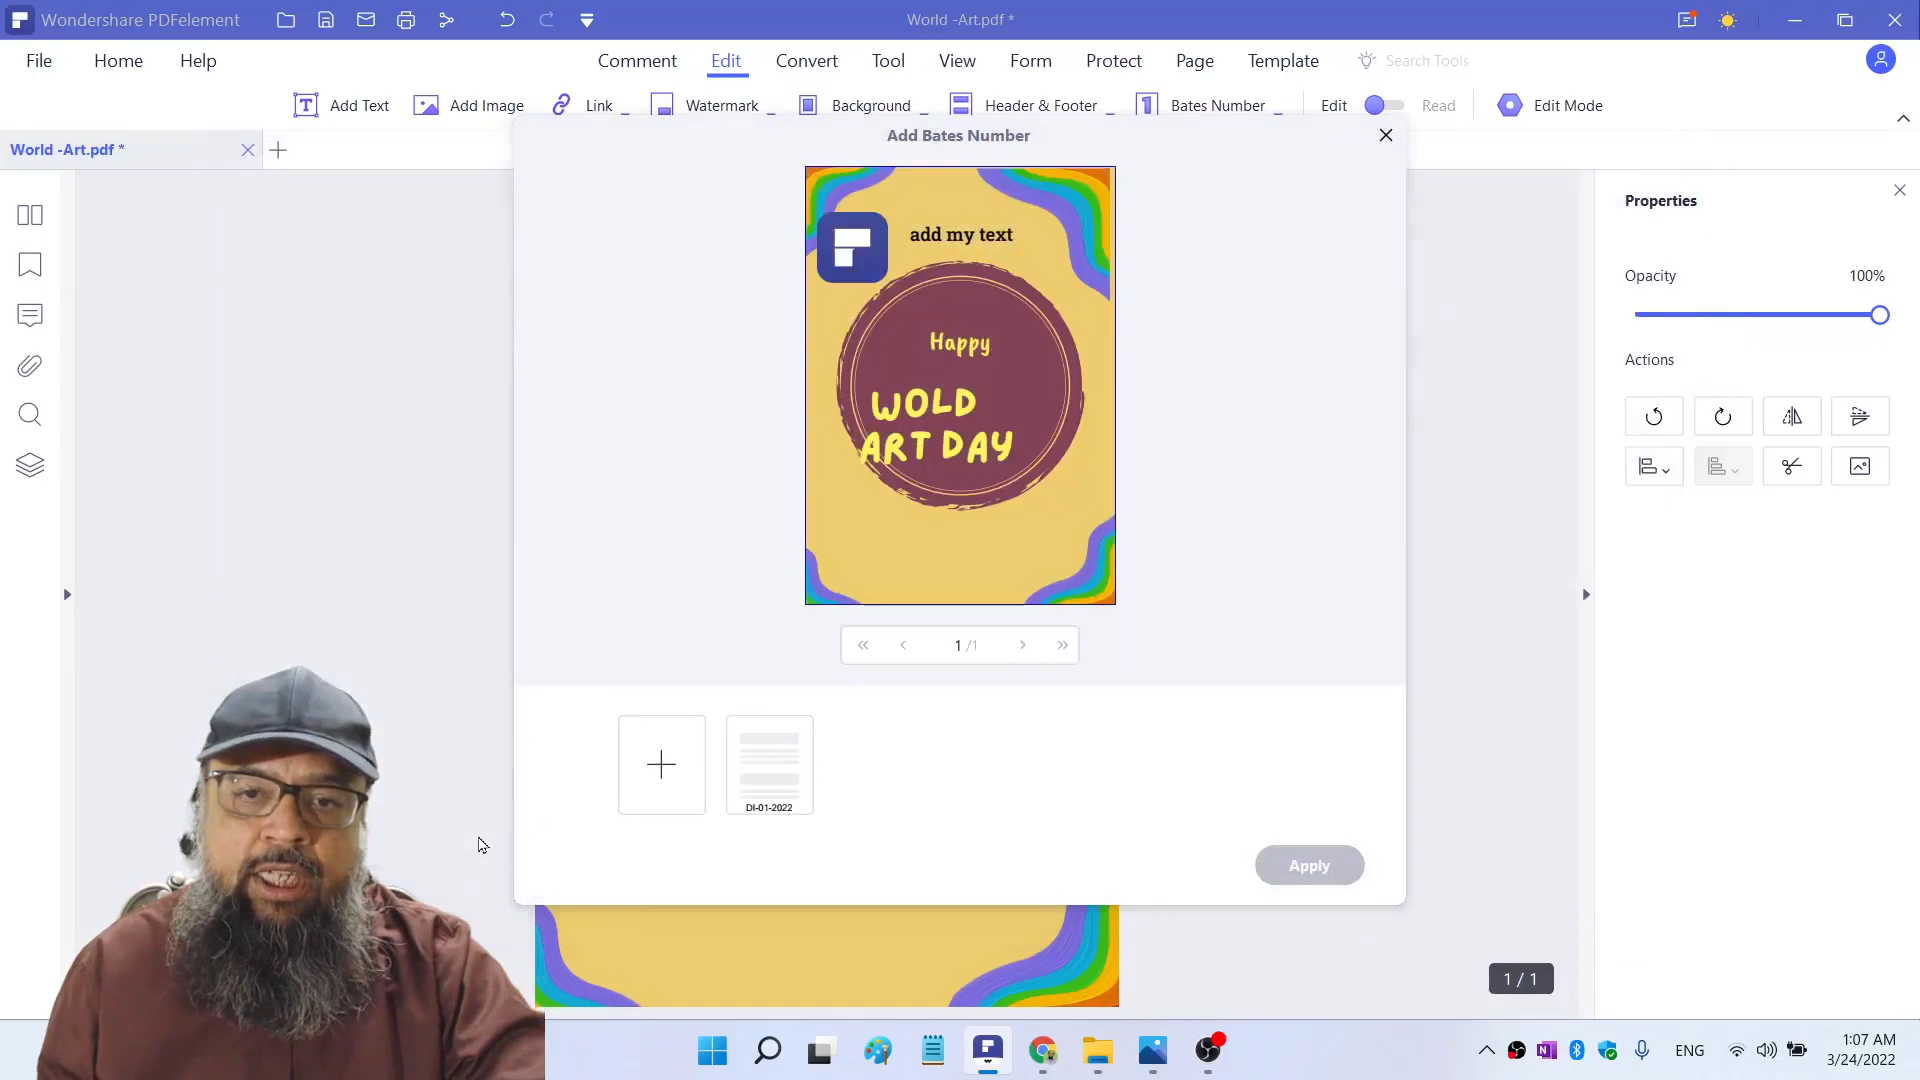 Wondershare PDFelement
World -Art.pdf *
File
Home
Help
Comment
Edit
Convert
Tool
View
Form
Protect
Page
Template
Search Tools
Add Text
Add Image
Link
Watermark
Background
Header & Footer
Bates Number
Edit
Read
Edit Mode
World -Art.pdf *
Add Bates Number
add my text
Happy
WOLD
ART DAY
1 /1
DI-01-2022
Apply
1 / 1
Properties
Opacity
100%
Actions
ENG
1:07 AM
3/24/2022